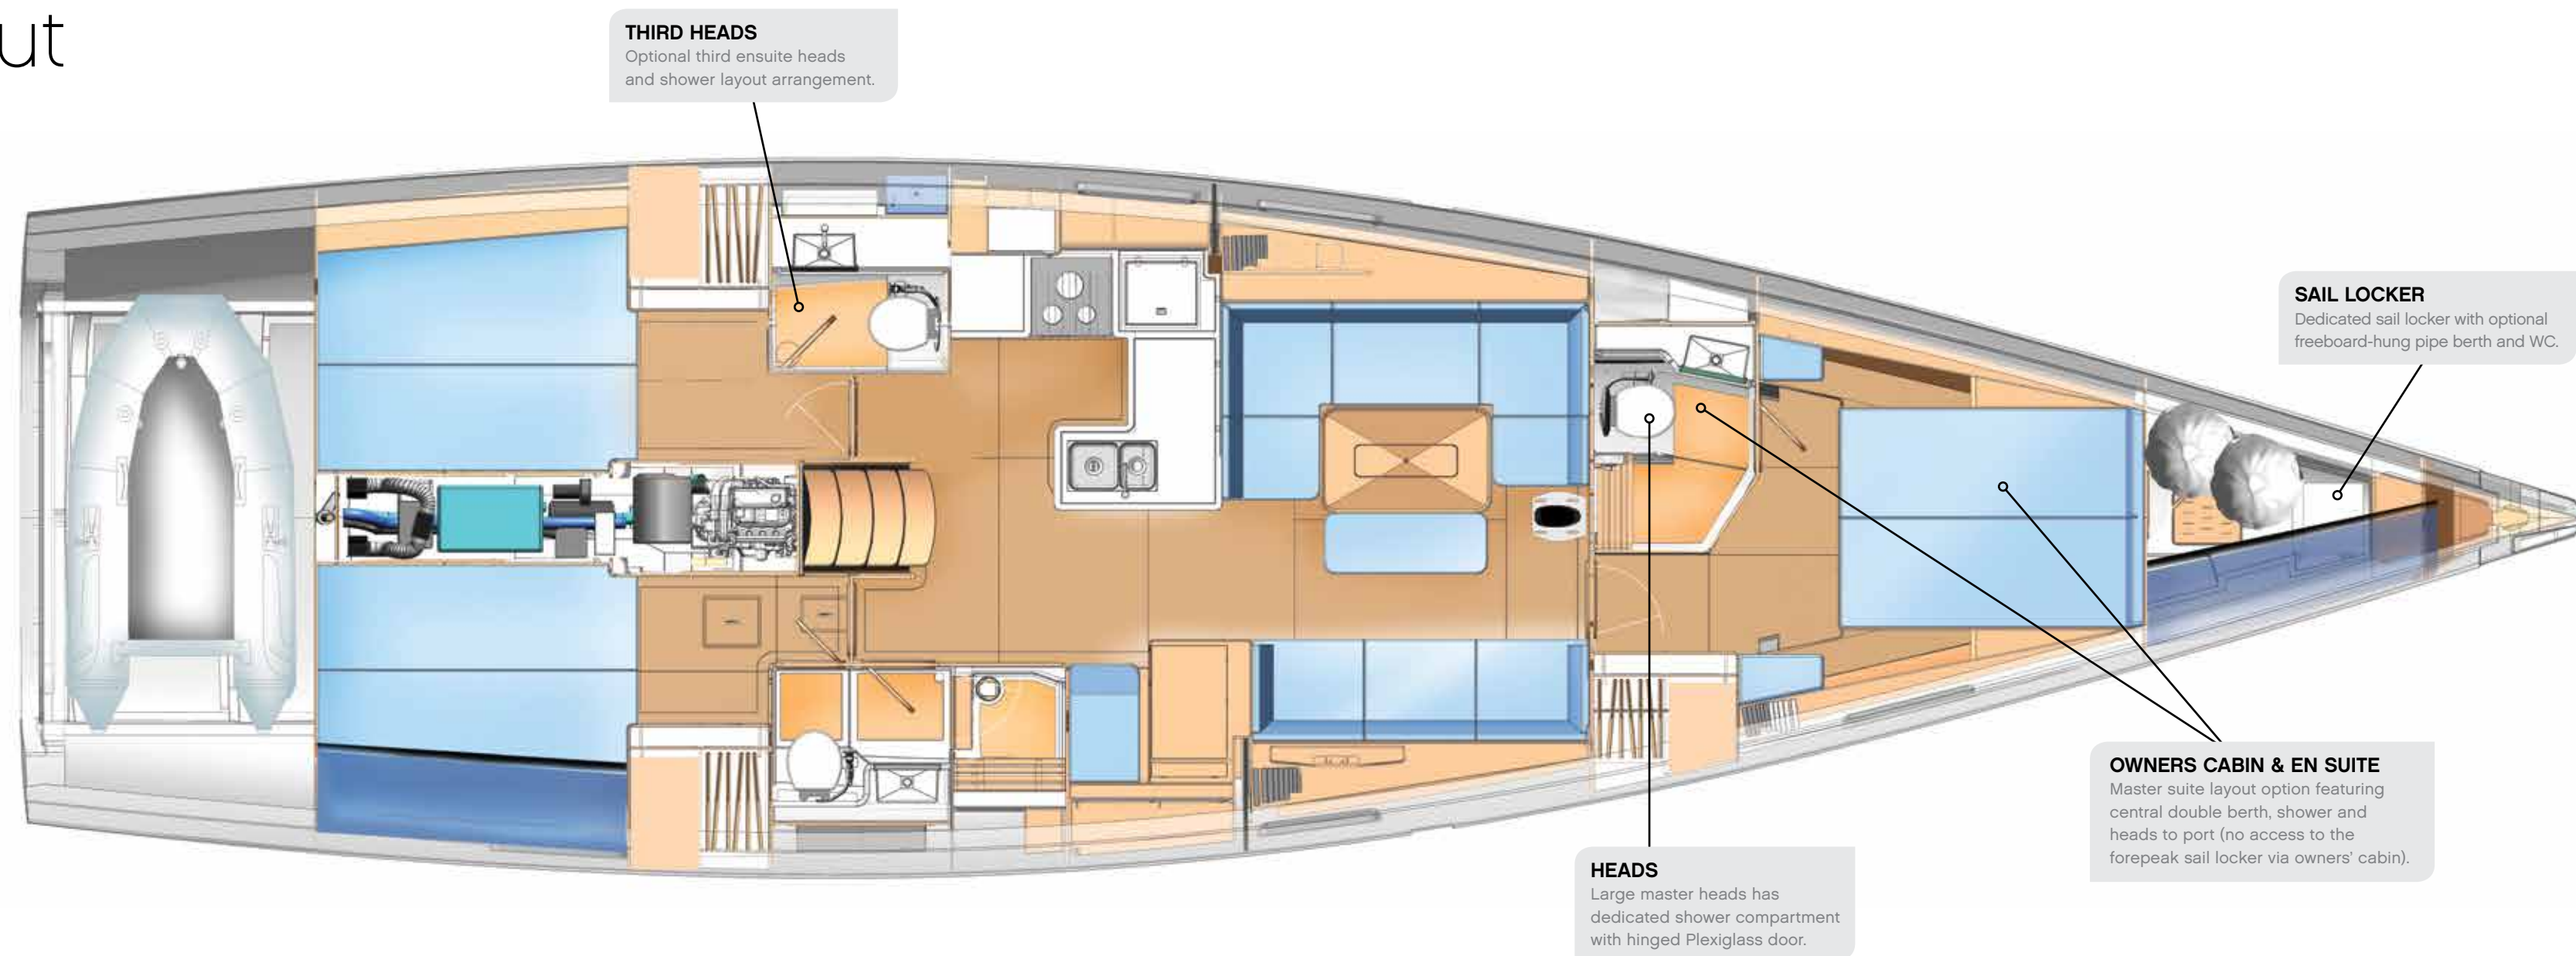 ut
THIRD HEADS
Optional third ensuite heads
and shower layout arrangement.
SAIL LOCKER
Dedicated sail locker with optional
freeboard-hung pipe berth and WC.
OWNERS CABIN & EN SUITE
Master suite layout option featuring
central double berth, shower and
heads to port (no access to the
forepeak sail locker via owners' cabin).
HEADS
Large master heads has
dedicated shower compartment
with hinged Plexiglass door.